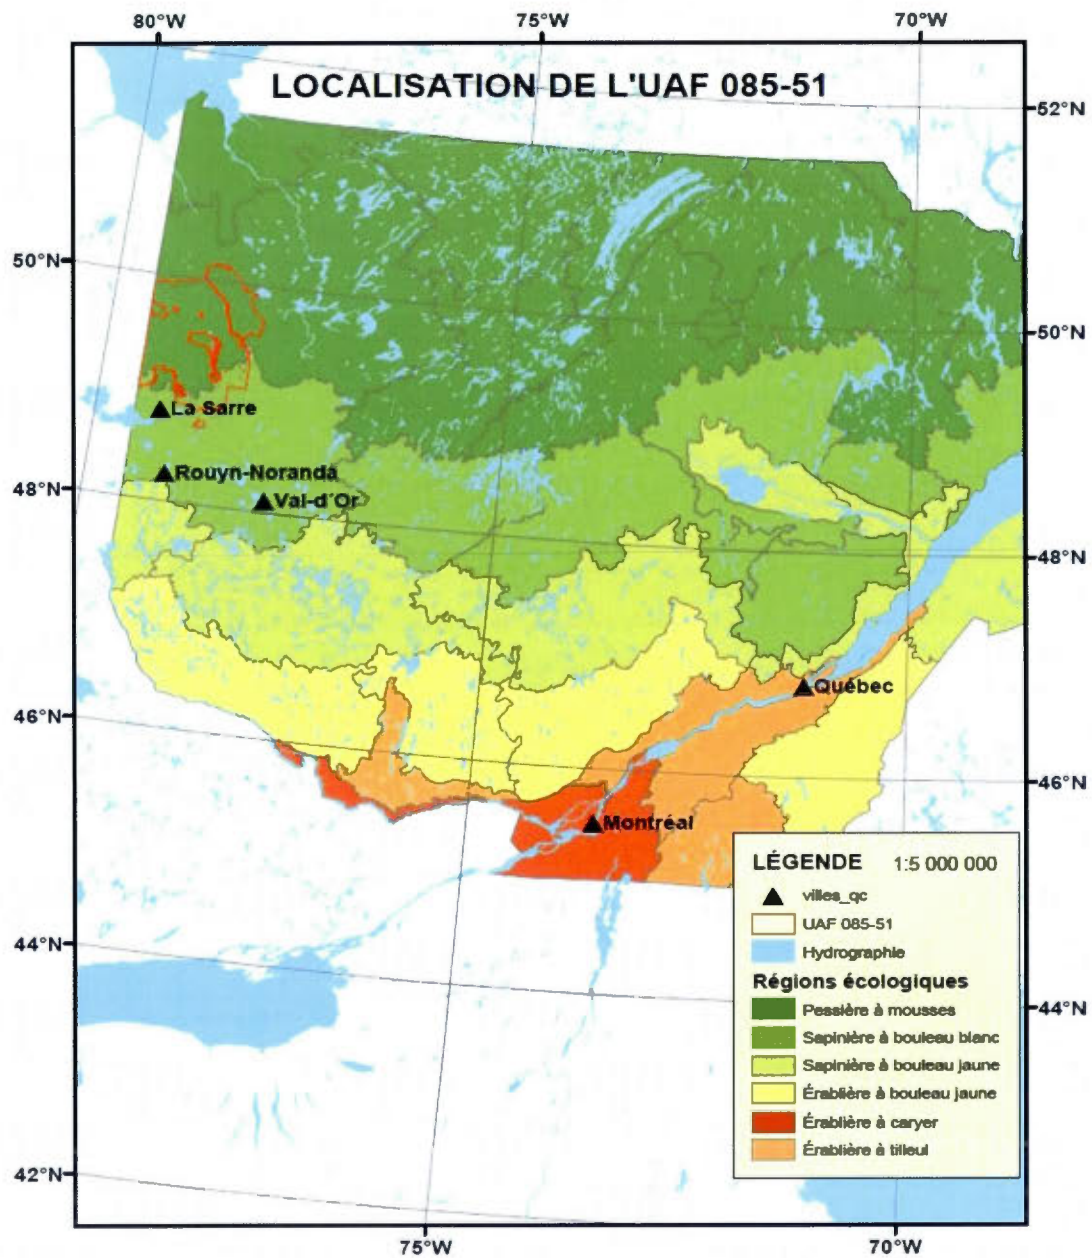 80°W 75°W 70°W
LOCALISATION DE L'UAF 085-51
52°N
50°N
50°N
La Sarre
Rouyn-Noranda
48°N
Val-d'Or
48°N
Québec
46°N
46°N
Montréal
LÉGENDE 1:5 000 000
villes_qc
UAF 085-51
Hydrographie
Régions écologiques
Pessière à mousses
Sapinière à bouleau blanc
Sapinière à bouleau jaune
Érablière à bouleau jaune
Érablière à caryer
Érablière à tilleul
44°N
44°N
42°N
75°W 70°W